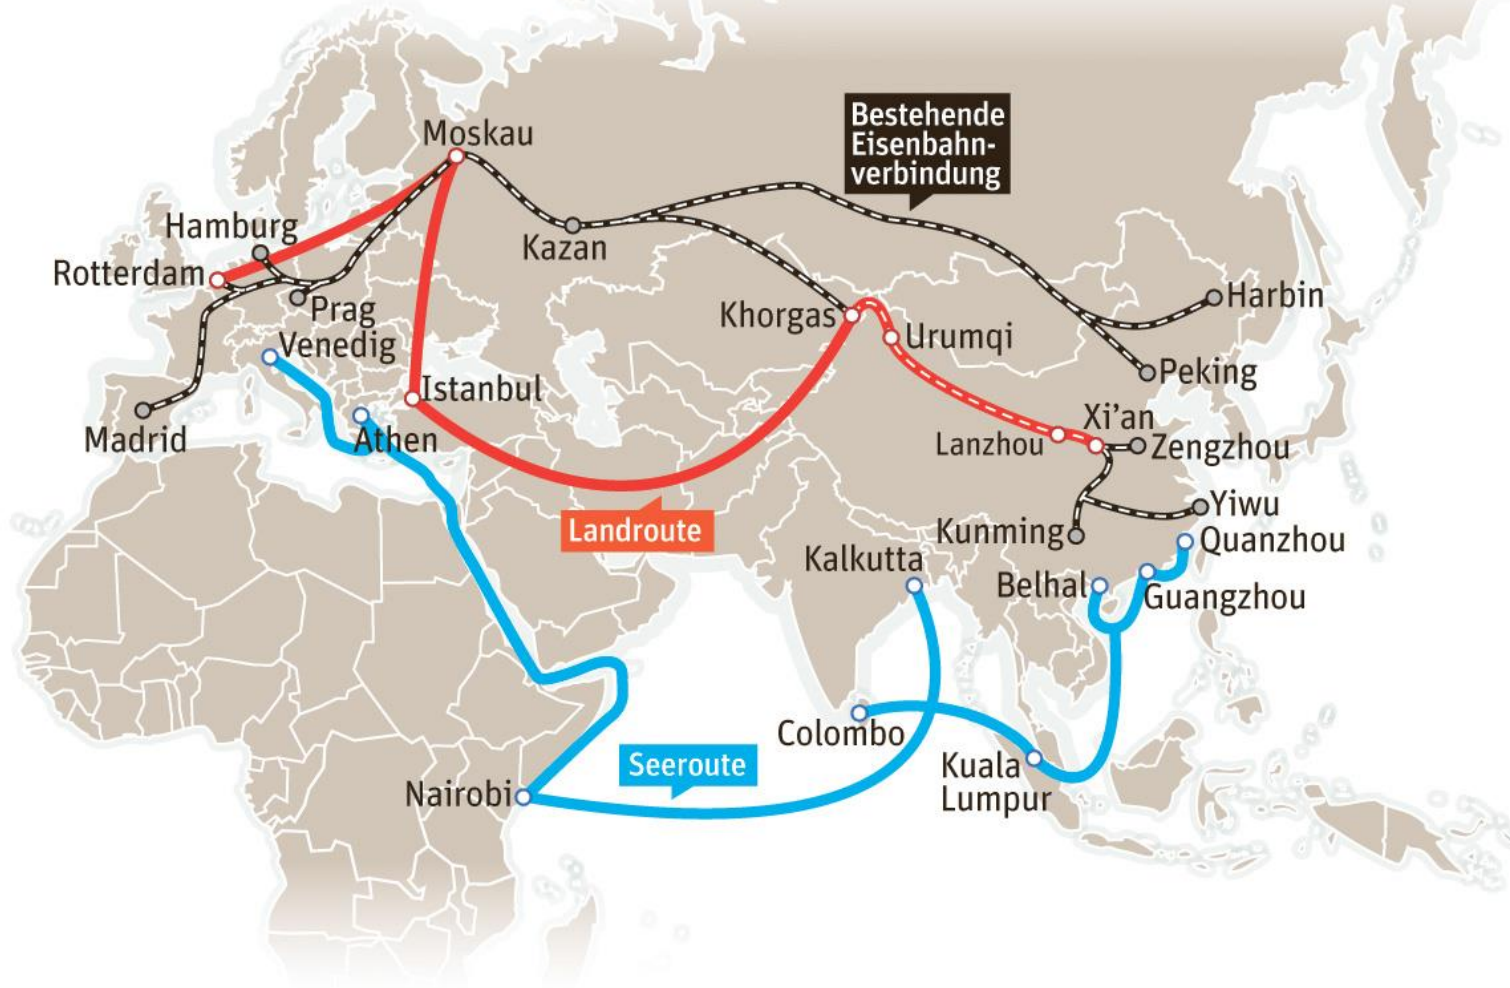 Moskau
Bestehende
Eisenbahn-
verbindung
Hamburg
Kazan
Rotterdam
Prag
Venedig
Khorgas
Urumqi
Harbin
Peking
Istanbul
Madrid
Athen
Xi'an
Lanzhou
Zengzhou
Landroute
Yiwu
Kunming
Quanzhou
Kalkutta
Belhal
Guangzhou
Colombo
Seeroute
Kuala
Lumpur
Nairobi